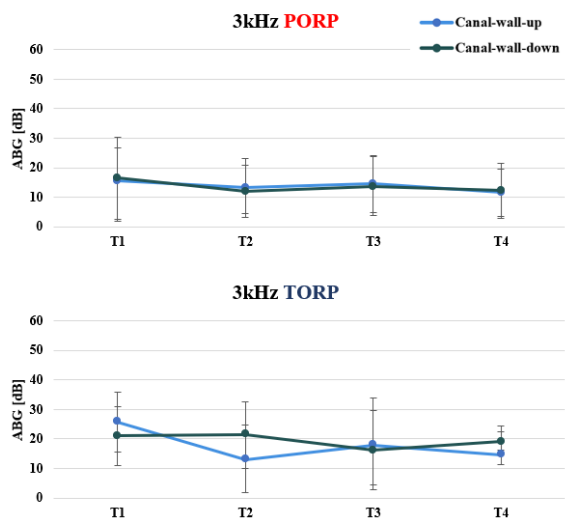 3kHz PORP
Canal-wall-up
Canal-wall-down
ABG [dB]
60
50
40
30
20
10
0
T1 T2 T3 T4
3kHz TORP
ABG [dB]
60
50
40
30
20
10
0
T1 T2 T3 T4